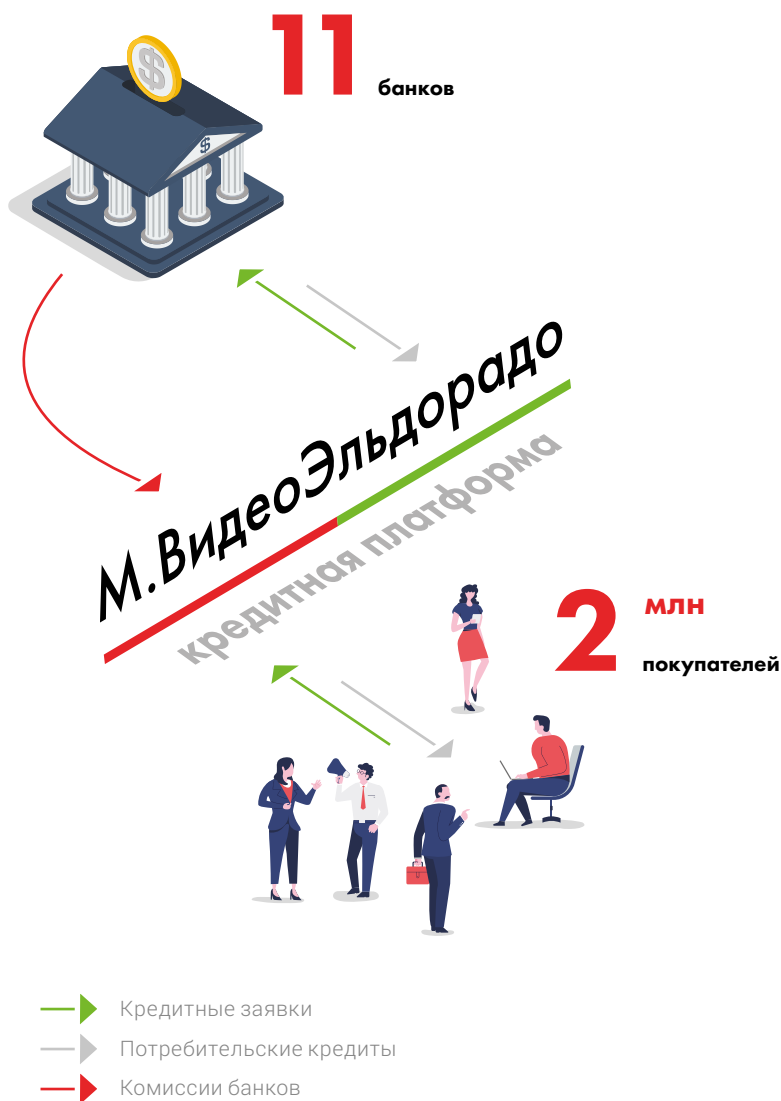 11
банков
М.ВидеоЭльдорадо
кредитная платформа
2 млн
покупателей
Кредитные заявки
Потребительские кредиты
Комиссии банков